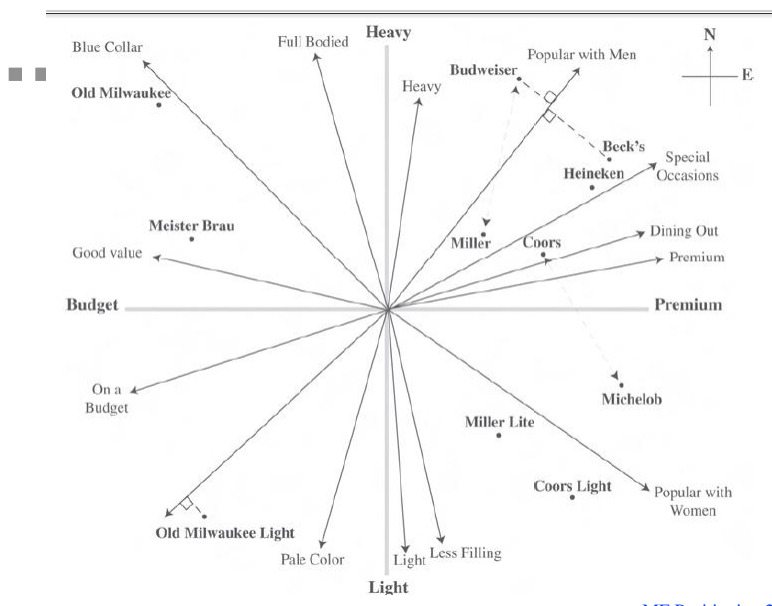 Heavy
N
E
Blue Collar
Full Bodied
Popular with Men
Budweiser
Heavy
Old Milwaukee
Beck's
Special
Occasions
Heineken
Meister Brau
Good value
Miller
Coors
Dining Out
Premium
Budget
Premium
On a
Budget
Michelob
Miller Lite
Coors Light
Popular with
Women
Old Milwaukee Light
Pale Color
Light
Less Filling
Light